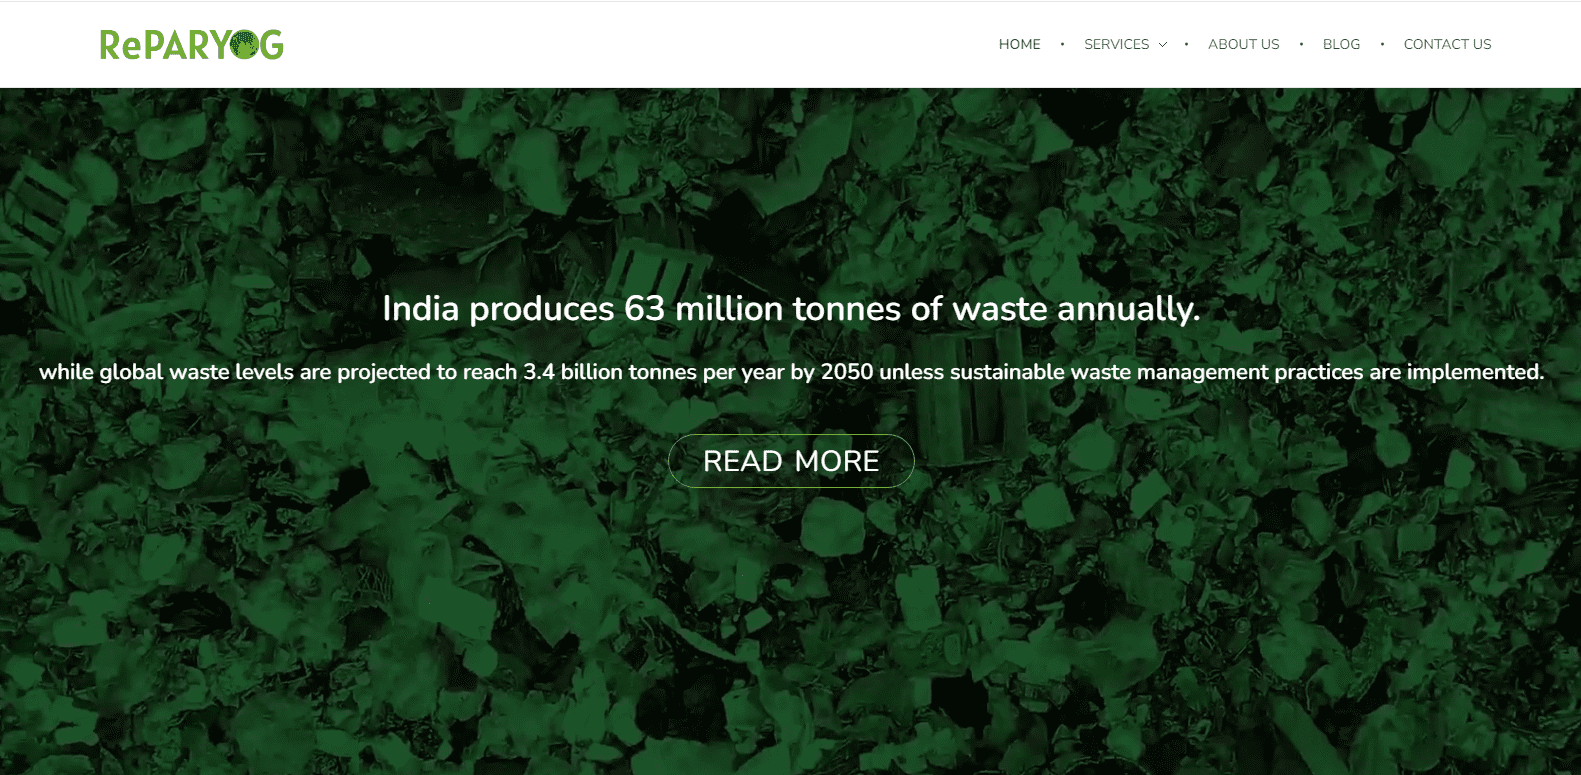 RePARYOG
HOME • SERVICES • ABOUT US • BLOG • CONTACT US
India produces 63 million tonnes of waste annually.
while global waste levels are projected to reach 3.4 billion tonnes per year by 2050 unless sustainable waste management practices are implemented.
READ MORE